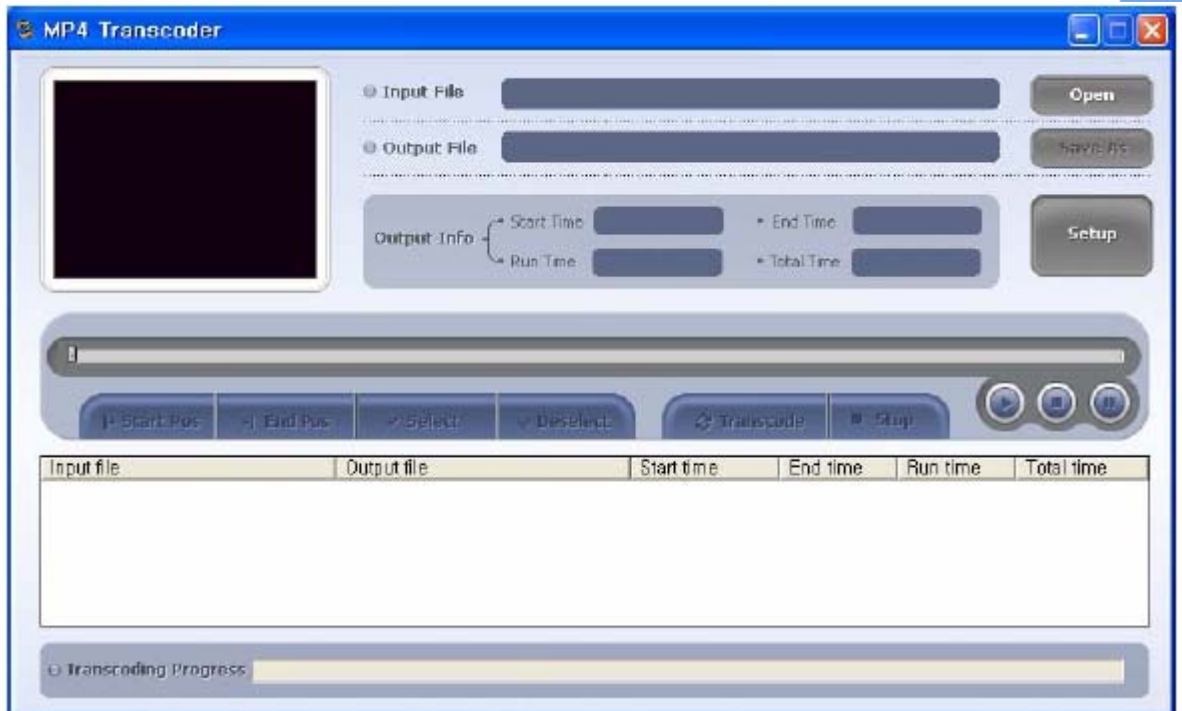 MP4 Transcoder
Input File
Open
Output File
Save As
Output Info
Start Time
End Time
Run Time
Total Time
Setup
Start Pos
End Pos
Select
Deselect
Transcode
Stop
Input file Output file Start time End time Run time Total time
Transcoding Progress